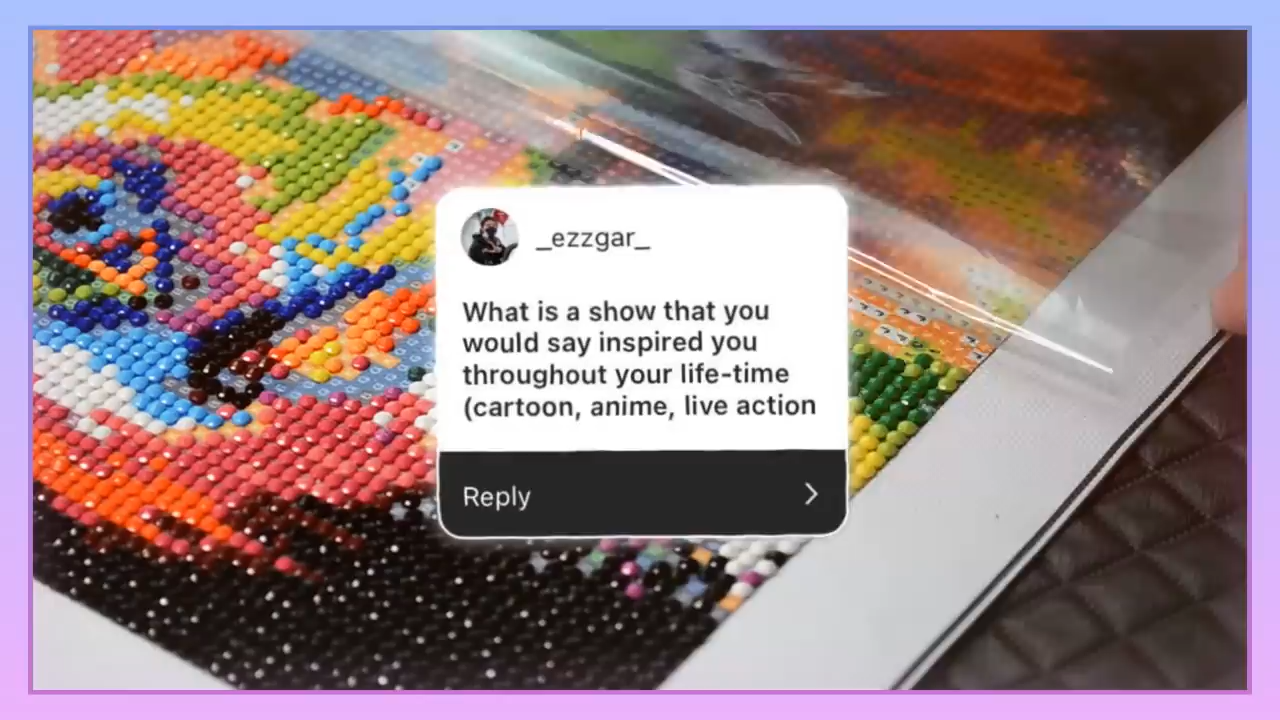 _ezzgar_
What is a show that you
would say inspired you
throughout your life-time
(cartoon, anime, live action
Reply